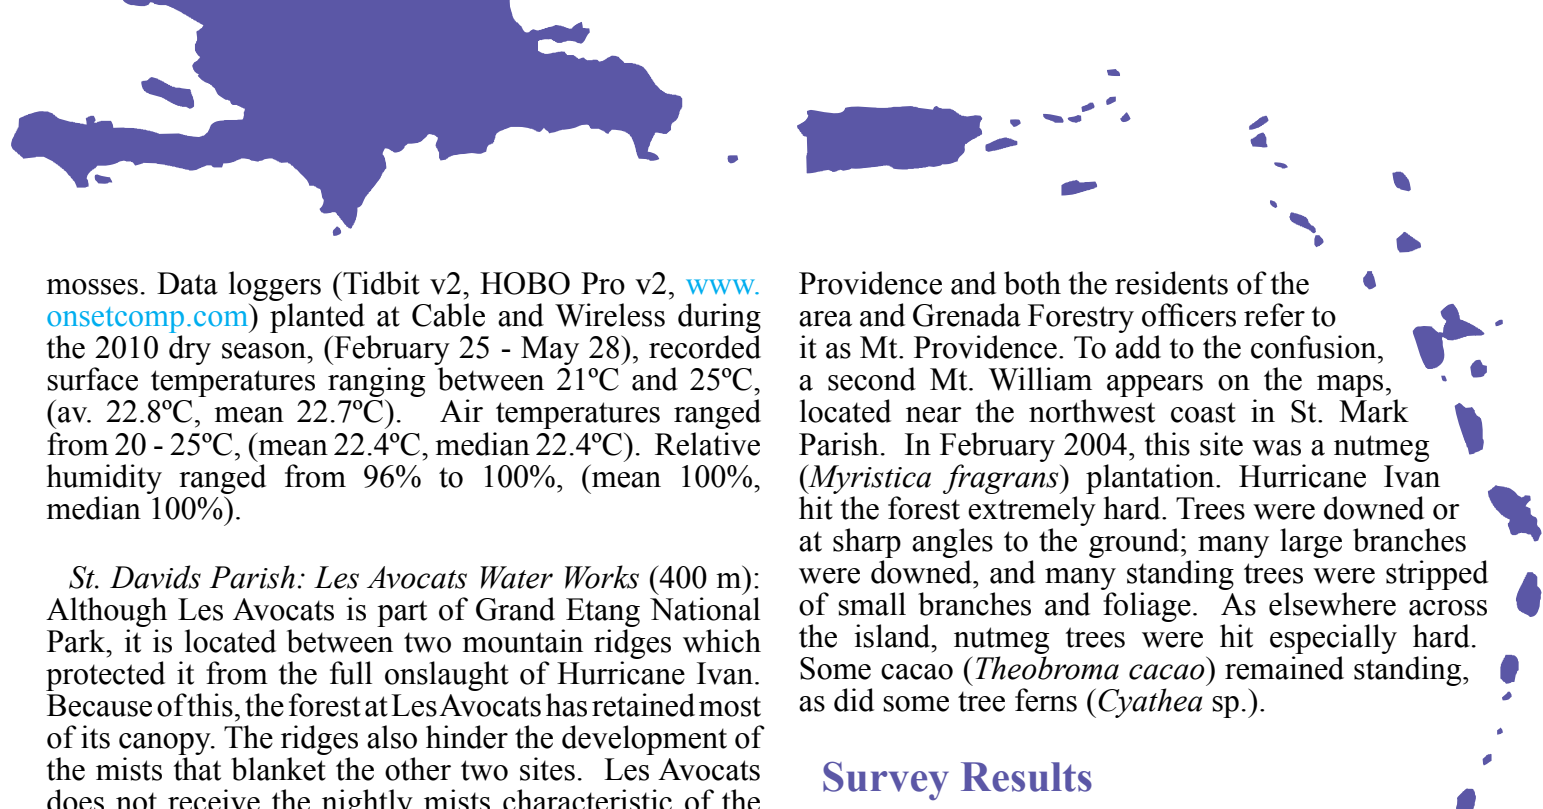 mosses. Data loggers (Tidbit v2, HOBO Pro v2, www.
onsetcomp.com) planted at Cable and Wireless during
the 2010 dry season, (February 25 - May 28), recorded
surface temperatures ranging between 21ºC and 25ºC,
(av. 22.8ºC, mean 22.7ºC). Air temperatures ranged
from 20 - 25ºC, (mean 22.4ºC, median 22.4ºC). Relative
humidity ranged from 96% to 100%, (mean 100%,
median 100%).
St. Davids Parish: Les Avocats Water Works (400 m):
Although Les Avocats is part of Grand Etang National
Park, it is located between two mountain ridges which
protected it from the full onslaught of Hurricane Ivan.
Because of this, the forest at Les Avocats has retained most
of its canopy. The ridges also hinder the development of
the mists that blanket the other two sites. Les Avocats
does not receive the nightly mists characteristic of the
Providence and both the residents of the
area and Grenada Forestry officers refer to
it as Mt. Providence. To add to the confusion,
a second Mt. William appears on the maps,
located near the northwest coast in St. Mark
Parish. In February 2004, this site was a nutmeg
(Myristica fragrans) plantation. Hurricane Ivan
hit the forest extremely hard. Trees were downed or
at sharp angles to the ground; many large branches
were downed, and many standing trees were stripped
of small branches and foliage. As elsewhere across
the island, nutmeg trees were hit especially hard.
Some cacao (Theobroma cacao) remained standing,
as did some tree ferns (Cyathea sp.).
Survey Results